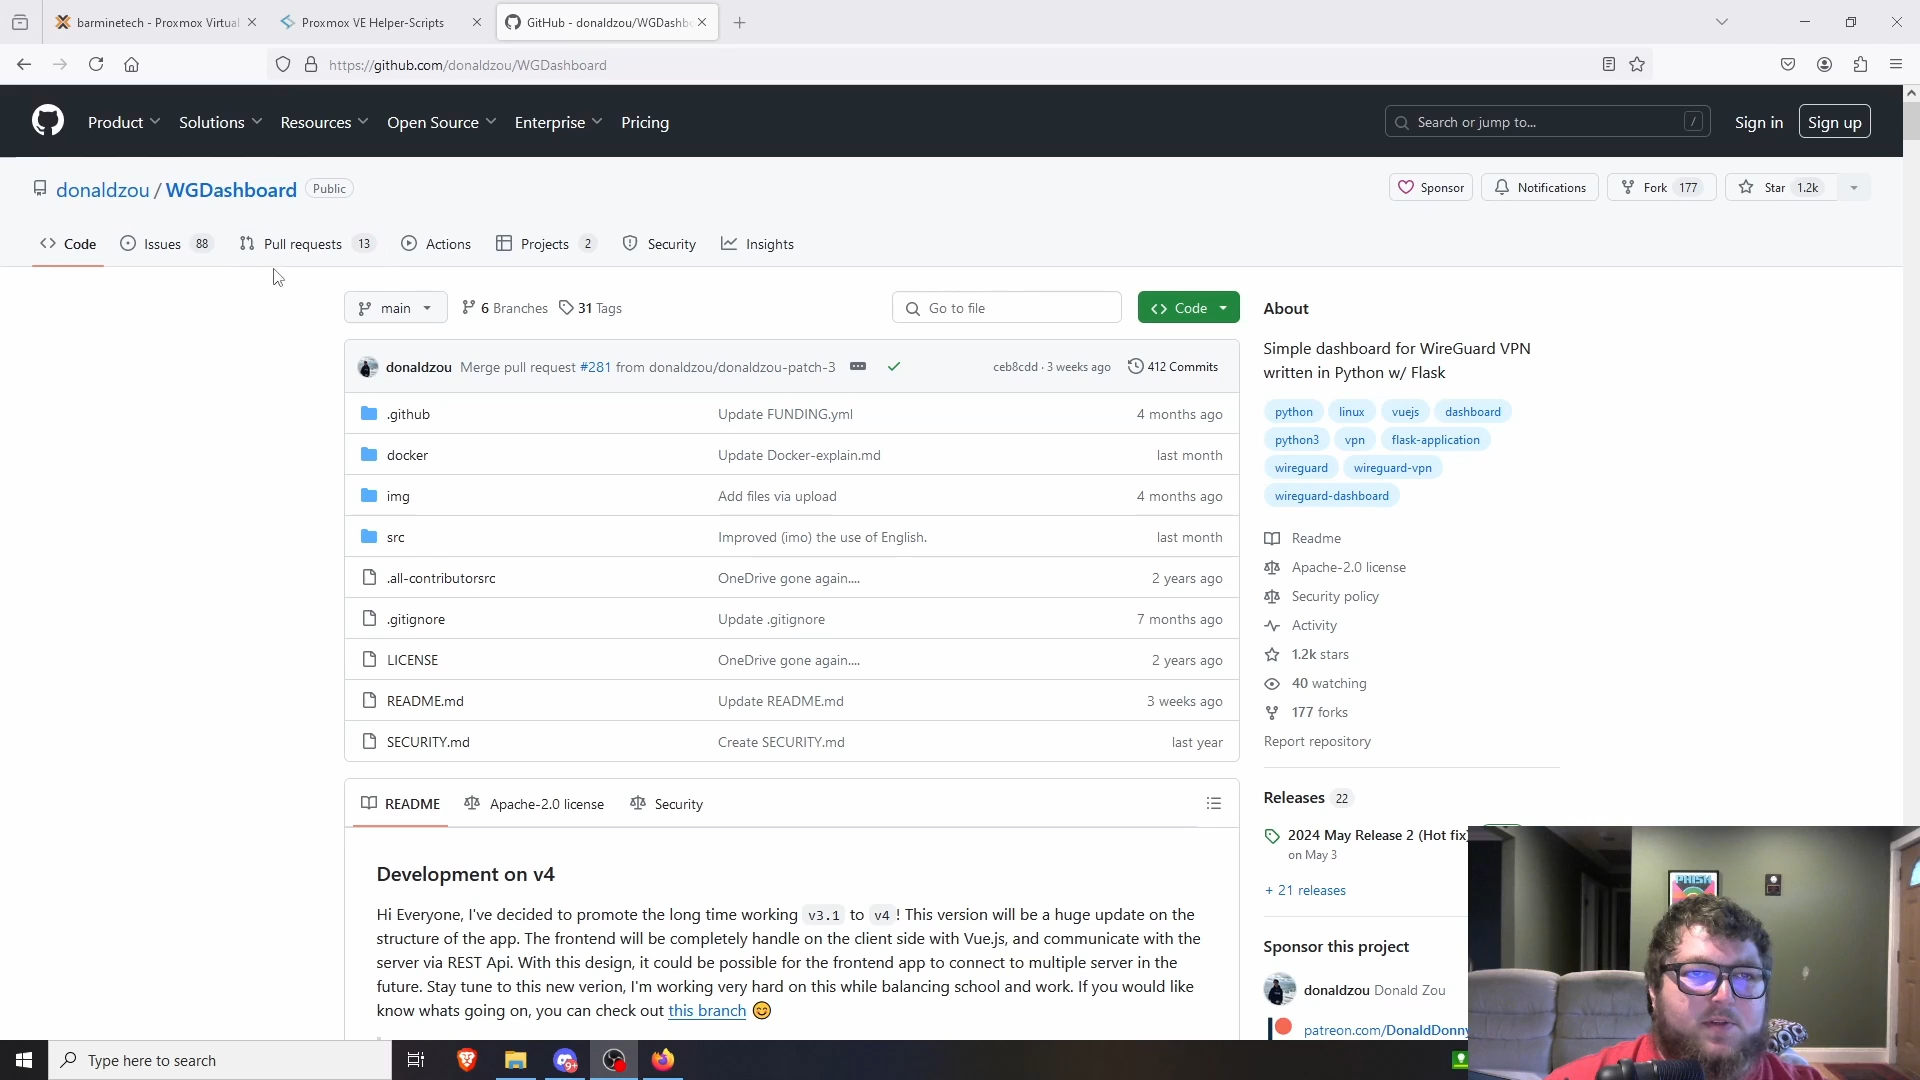 barminetech - Proxmox Virtual
Proxmox VE Helper-Scripts
GitHub - donaldzou/WGDashb
https://github.com/donaldzou/WGDashboard
Product
Solutions
Resources
Open Source
Enterprise
Pricing
Search or jump to...
/
Sign in
Sign up
donaldzou / WGDashboard
Public
Sponsor
Notifications
Fork 177
Star 1.2k
Code
Issues 88
Pull requests 13
Actions
Projects 2
Security
Insights
main
6 Branches
31 Tags
Go to file
Code
donaldzou Merge pull request #281 from donaldzou/donaldzou-patch-3
ceb8cdd · 3 weeks ago
412 Commits
.github Update FUNDING.yml 4 months ago
docker Update Docker-explain.md last month
img Add files via upload 4 months ago
src Improved (imo) the use of English. last month
.all-contributorsrc OneDrive gone again.... 2 years ago
.gitignore Update .gitignore 7 months ago
LICENSE OneDrive gone again.... 2 years ago
README.md Update README.md 3 weeks ago
SECURITY.md Create SECURITY.md last year
README
Apache-2.0 license
Security
Development on v4
Hi Everyone, I've decided to promote the long time working v3.1 to v4 ! This version will be a huge update on the
structure of the app. The frontend will be completely handle on the client side with Vue.js, and communicate with the
server via REST Api. With this design, it could be possible for the frontend app to connect to multiple server in the
future. Stay tune to this new verion, I'm working very hard on this while balancing school and work. If you would like
know whats going on, you can check out this branch 😊
About
Simple dashboard for WireGuard VPN
written in Python w/ Flask
python linux vuejs dashboard
python3 vpn flask-application
wireguard wireguard-vpn
wireguard-dashboard
Readme
Apache-2.0 license
Security policy
Activity
1.2k stars
40 watching
177 forks
Report repository
Releases 22
2024 May Release 2 (Hot fix)
on May 3
+ 21 releases
Sponsor this project
donaldzou Donald Zou
patreon.com/DonaldDonny
PHISH
Type here to search
9+